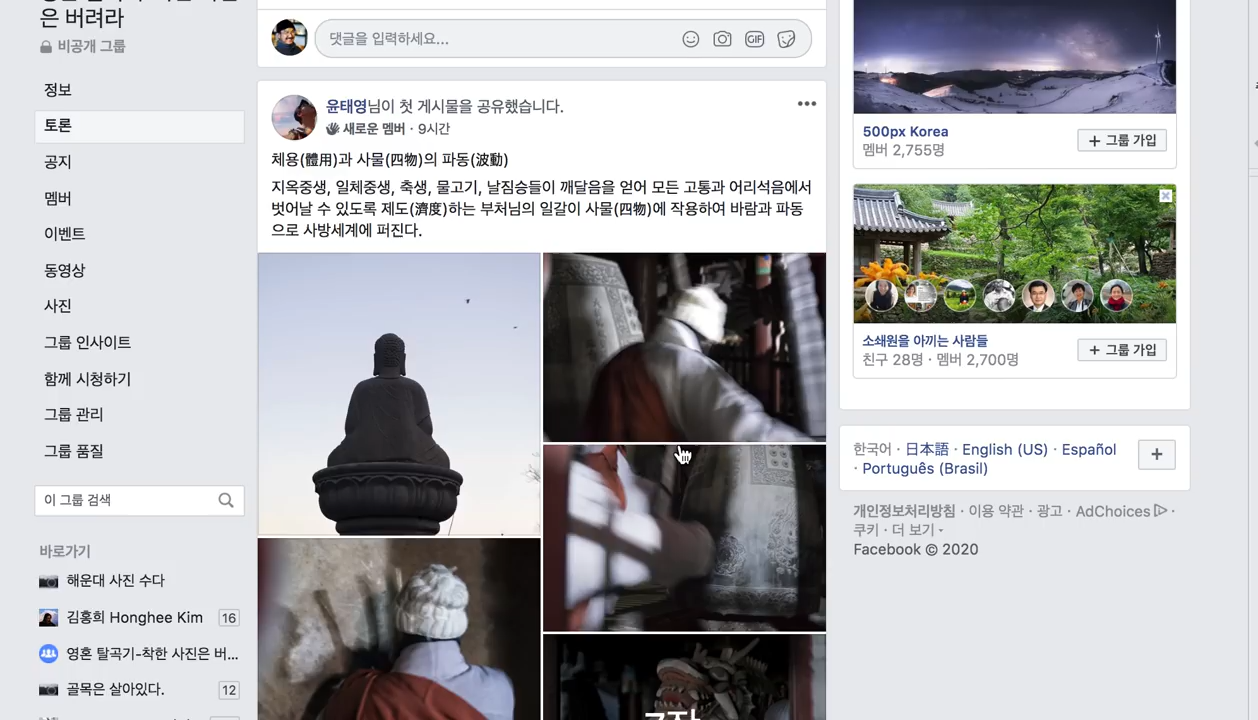 은 버려라
비공개 그룹
정보
토론
공지
멤버
이벤트
동영상
사진
그룹 인사이트
함께 시청하기
그룹 관리
그룹 품질
이 그룹 검색
바로가기
해운대 사진 수다
김홍희 Honghee Kim 16
영혼 탈곡기-착한 사진은 버...
골목은 살아있다. 12
댓글을 입력하세요...
GIF
윤태영님이 첫 게시물을 공유했습니다.
새로운 멤버 · 9시간
체용(體用)과 사물(四物)의 파동(波動)
지옥중생, 일체중생, 축생, 물고기, 날짐승들이 깨달음을 얻어 모든 고통과 어리석음에서
벗어날 수 있도록 제도(濟度)하는 부처님의 일갈이 사물(四物)에 작용하여 바람과 파동
으로 사방세계에 퍼진다.
500px Korea
멤버 2,755명
+ 그룹 가입
소쇄원을 아끼는 사람들
친구 28명 · 멤버 2,700명
+ 그룹 가입
한국어 · 日本語 · English (US) · Español
· Português (Brasil)
개인정보처리방침 · 이용 약관 · 광고 · AdChoices ·
쿠키 · 더 보기
Facebook © 2020